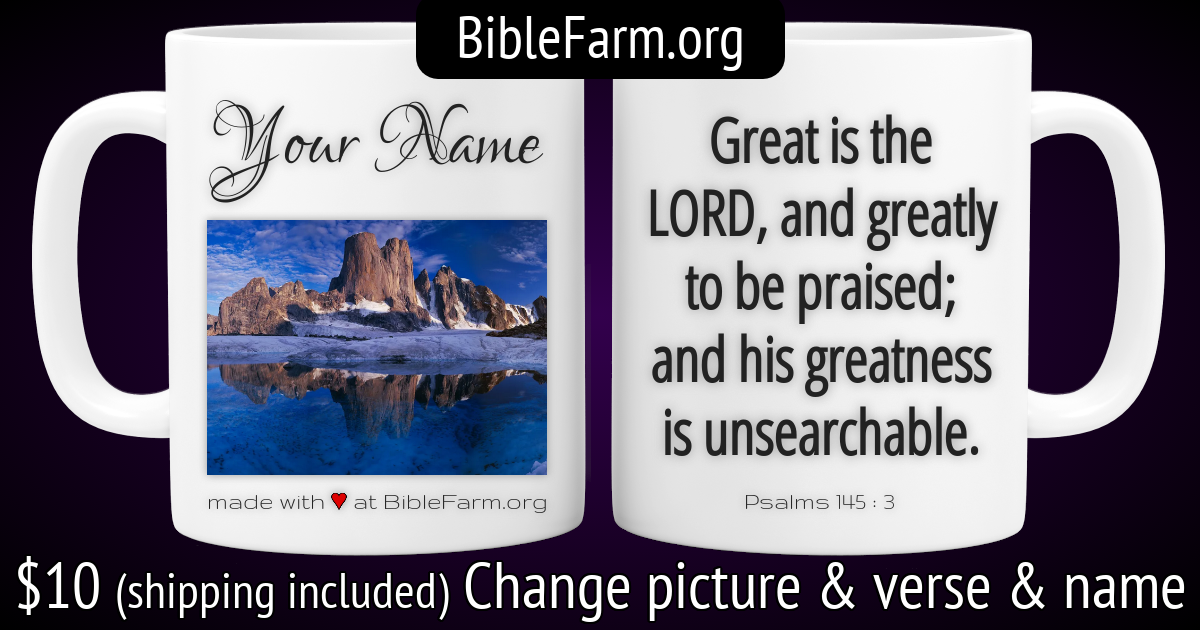 BibleFarm.org
Your Name
made with ♥ at BibleFarm.org
Great is the
LORD, and greatly
to be praised;
and his greatness
is unsearchable.
Psalms 145 : 3
$10 (shipping included) Change picture & verse & name